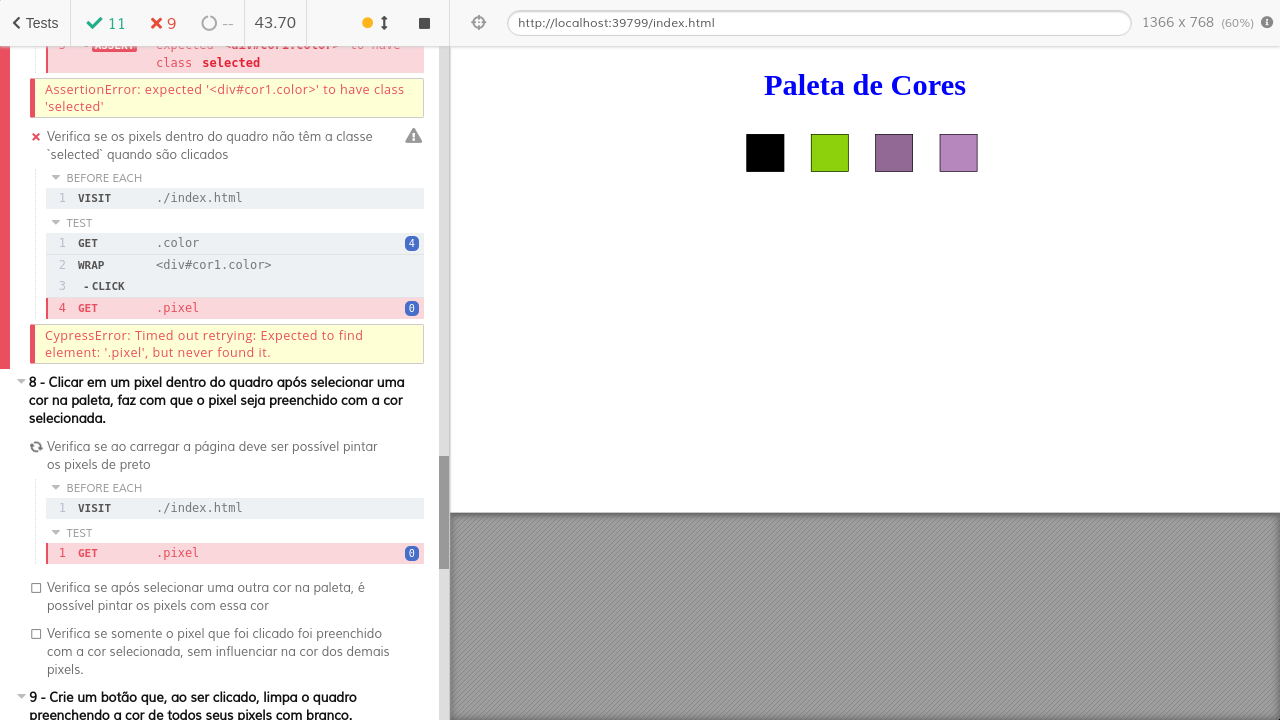 Tests
11
9
--
43.70
http://localhost:39799/index.html
1366 x 768 (60%)
3 -ASSERT expected <div#cor1.color> to have
class selected
AssertionError: expected '<div#cor1.color>' to have class
'selected'
Verifica se os pixels dentro do quadro não têm a classe
`selected` quando são clicados
BEFORE EACH
1 VISIT ./index.html
TEST
1 GET .color 4
2 WRAP <div#cor1.color>
3 -CLICK
4 GET .pixel 0
CypressError: Timed out retrying: Expected to find
element: '.pixel', but never found it.
8 - Clicar em um pixel dentro do quadro após selecionar uma
cor na paleta, faz com que o pixel seja preenchido com a cor
selecionada.
Verifica se ao carregar a página deve ser possível pintar
os pixels de preto
BEFORE EACH
1 VISIT ./index.html
TEST
1 GET .pixel 0
Verifica se após selecionar uma outra cor na paleta, é
possível pintar os pixels com essa cor
Verifica se somente o pixel que foi clicado foi preenchido
com a cor selecionada, sem influenciar na cor dos demais
pixels.
9 - Crie um botão que, ao ser clicado, limpa o quadro
preenchendo a cor de todos seus pixels com branco.
Paleta de Cores